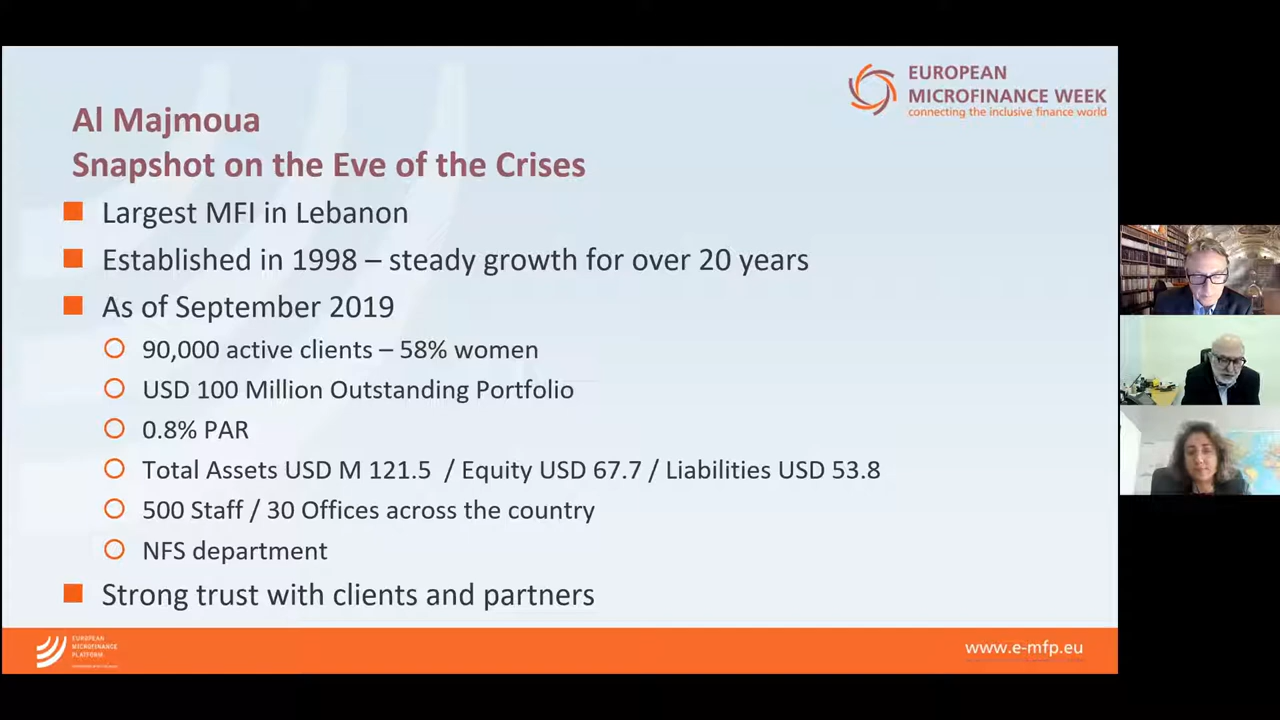 EUROPEAN
MICROFINANCE WEEK
connecting the inclusive finance world
Al Majmoua
Snapshot on the Eve of the Crises
Largest MFI in Lebanon
Established in 1998 – steady growth for over 20 years
As of September 2019
90,000 active clients – 58% women
USD 100 Million Outstanding Portfolio
0.8% PAR
Total Assets USD M 121.5 / Equity USD 67.7 / Liabilities USD 53.8
500 Staff / 30 Offices across the country
NFS department
Strong trust with clients and partners
EUROPEAN
MICROFINANCE
PLATFORM
www.e-mfp.eu